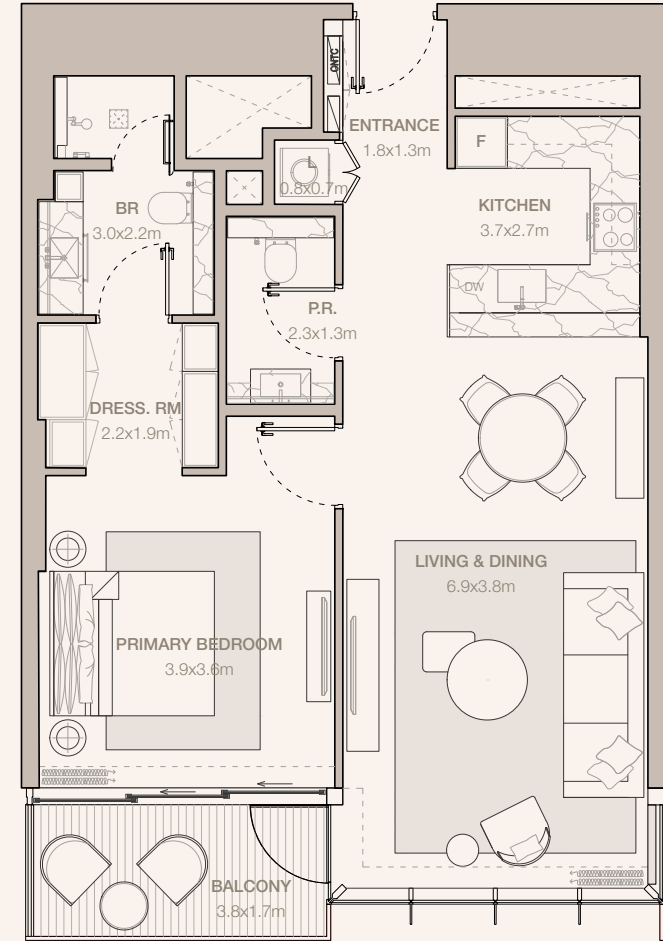 ONTC
ENTRANCE
1.8x1.3m
F
L
0.8x0.7m
BR
3.0x2.2m
KITCHEN
3.7x2.7m
DW
P.R.
2.3x1.3m
DRESS. RM
2.2x1.9m
LIVING & DINING
6.9x3.8m
PRIMARY BEDROOM
3.9x3.6m
BALCONY
3.8x1.7m